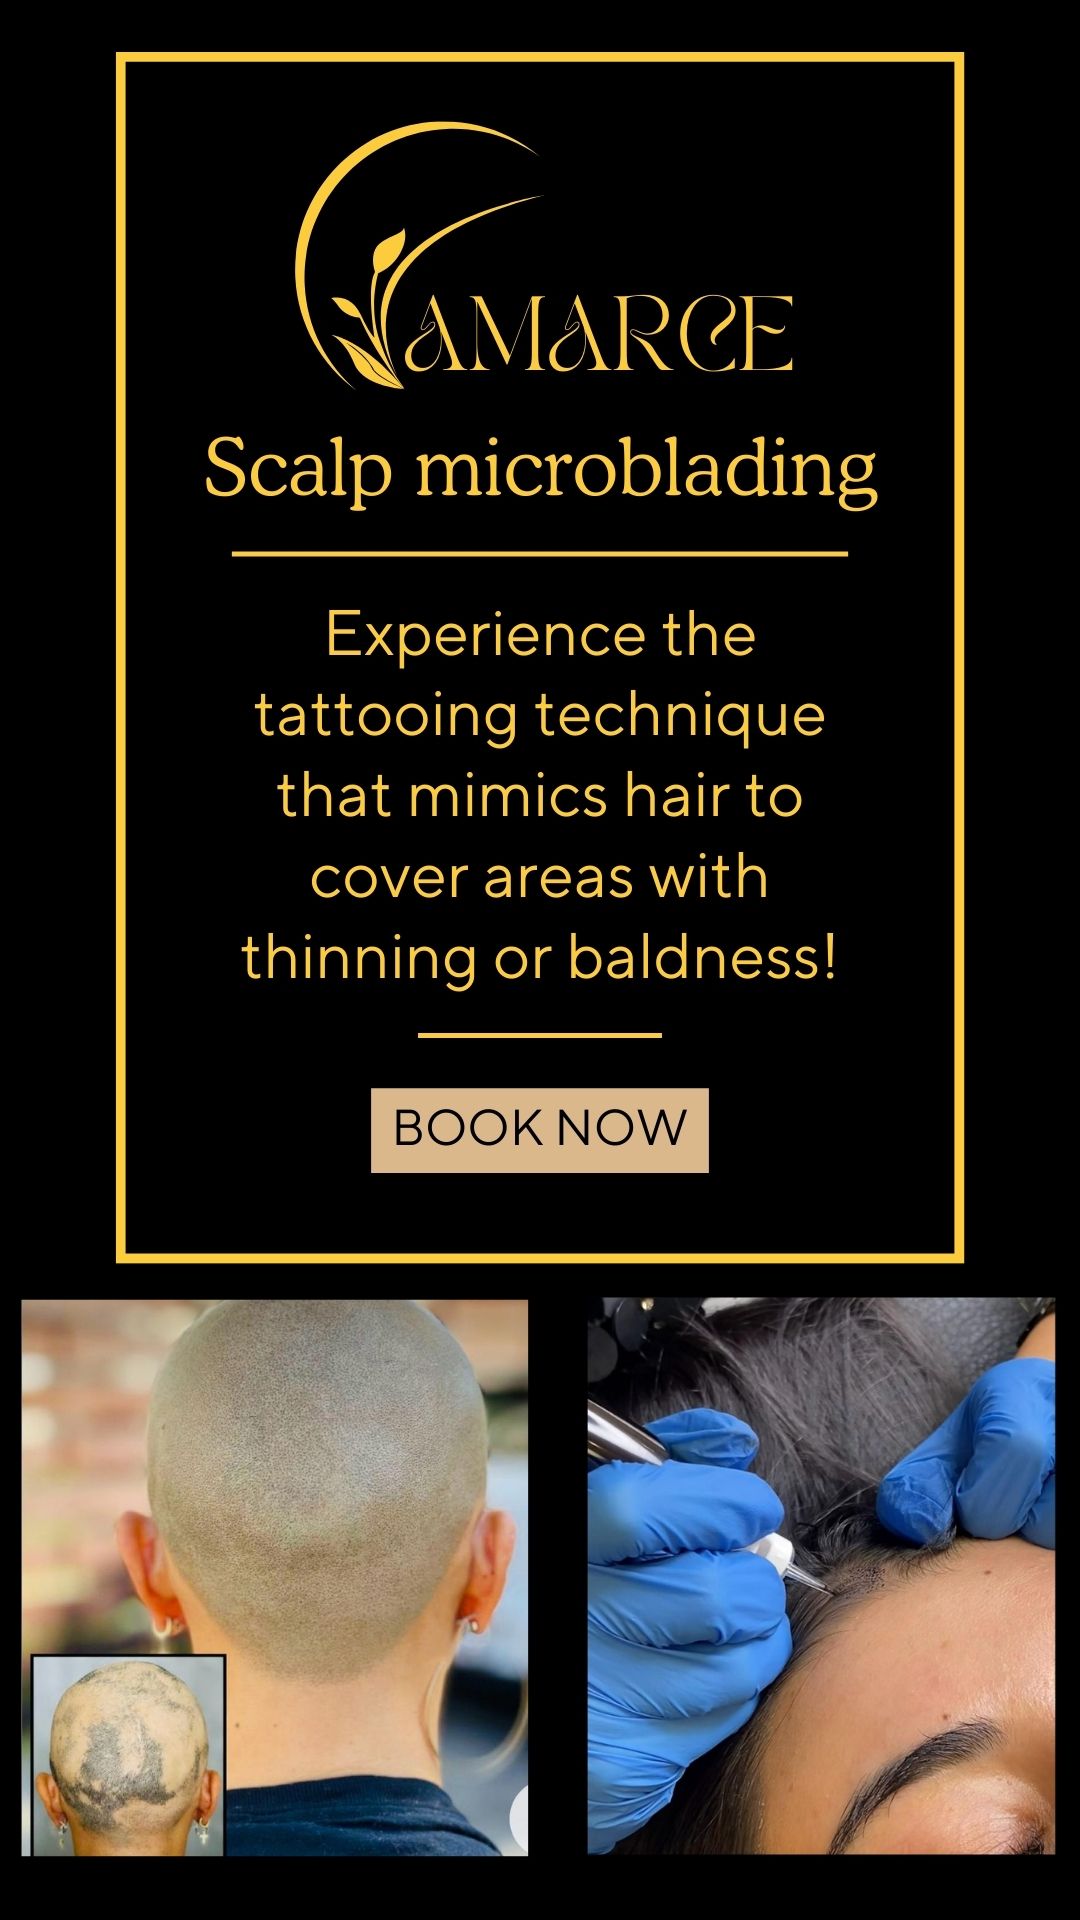 AMARCE
Scalp microblading
Experience the
tattooing technique
that mimics hair to
cover areas with
thinning or baldness!
BOOK NOW